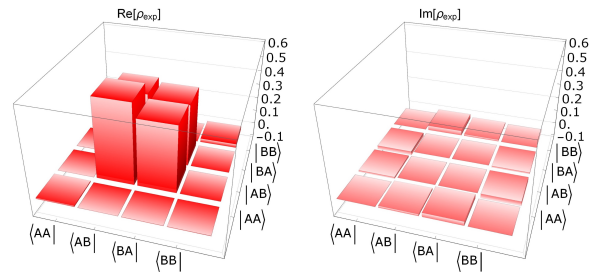 Re[ρexp]
0.6
0.5
0.4
0.3
0.2
0.1
0.
-0.1
|BB⟩
|BA⟩
|AB⟩
|AA⟩
⟨AA|
⟨AB|
⟨BA|
⟨BB|
Im[ρexp]
0.6
0.5
0.4
0.3
0.2
0.1
0.
-0.1
|BB⟩
|BA⟩
|AB⟩
|AA⟩
⟨AA|
⟨AB|
⟨BA|
⟨BB|